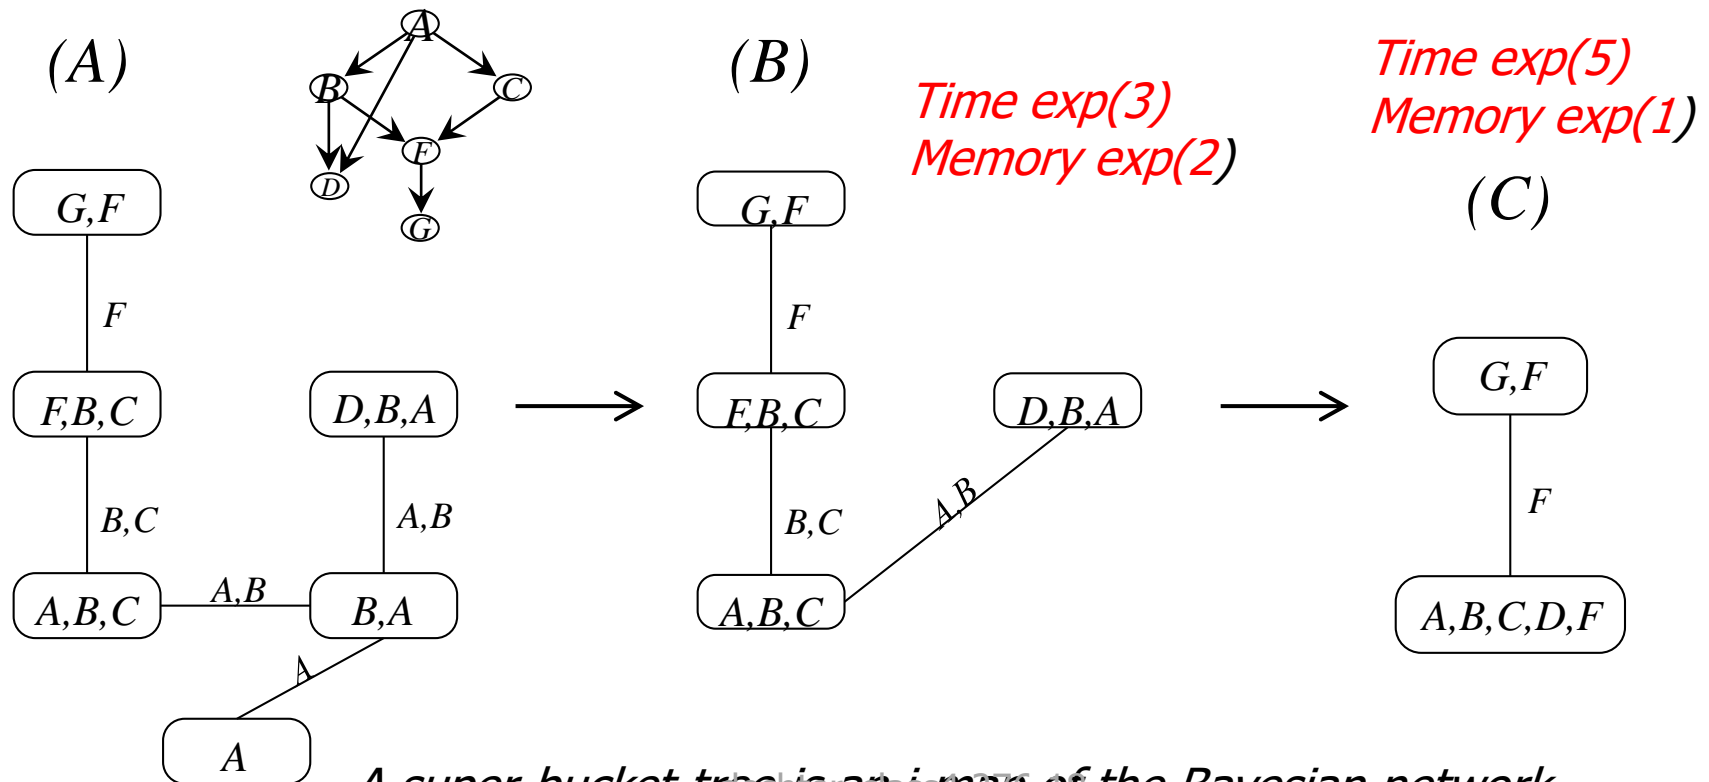 (A)
A
B
C
F
D
G
G,F
F
F,B,C
D,B,A
B,C
A,B
A,B,C
A,B
B,A
A
A
(B)
Time exp(3)
Memory exp(2)
G,F
F
F,B,C
D,B,A
B,C
A,B
A,B,C
Time exp(5)
Memory exp(1)
(C)
G,F
F
A,B,C,D,F
A super-bucket-tree is an i-map of the Bayesian network